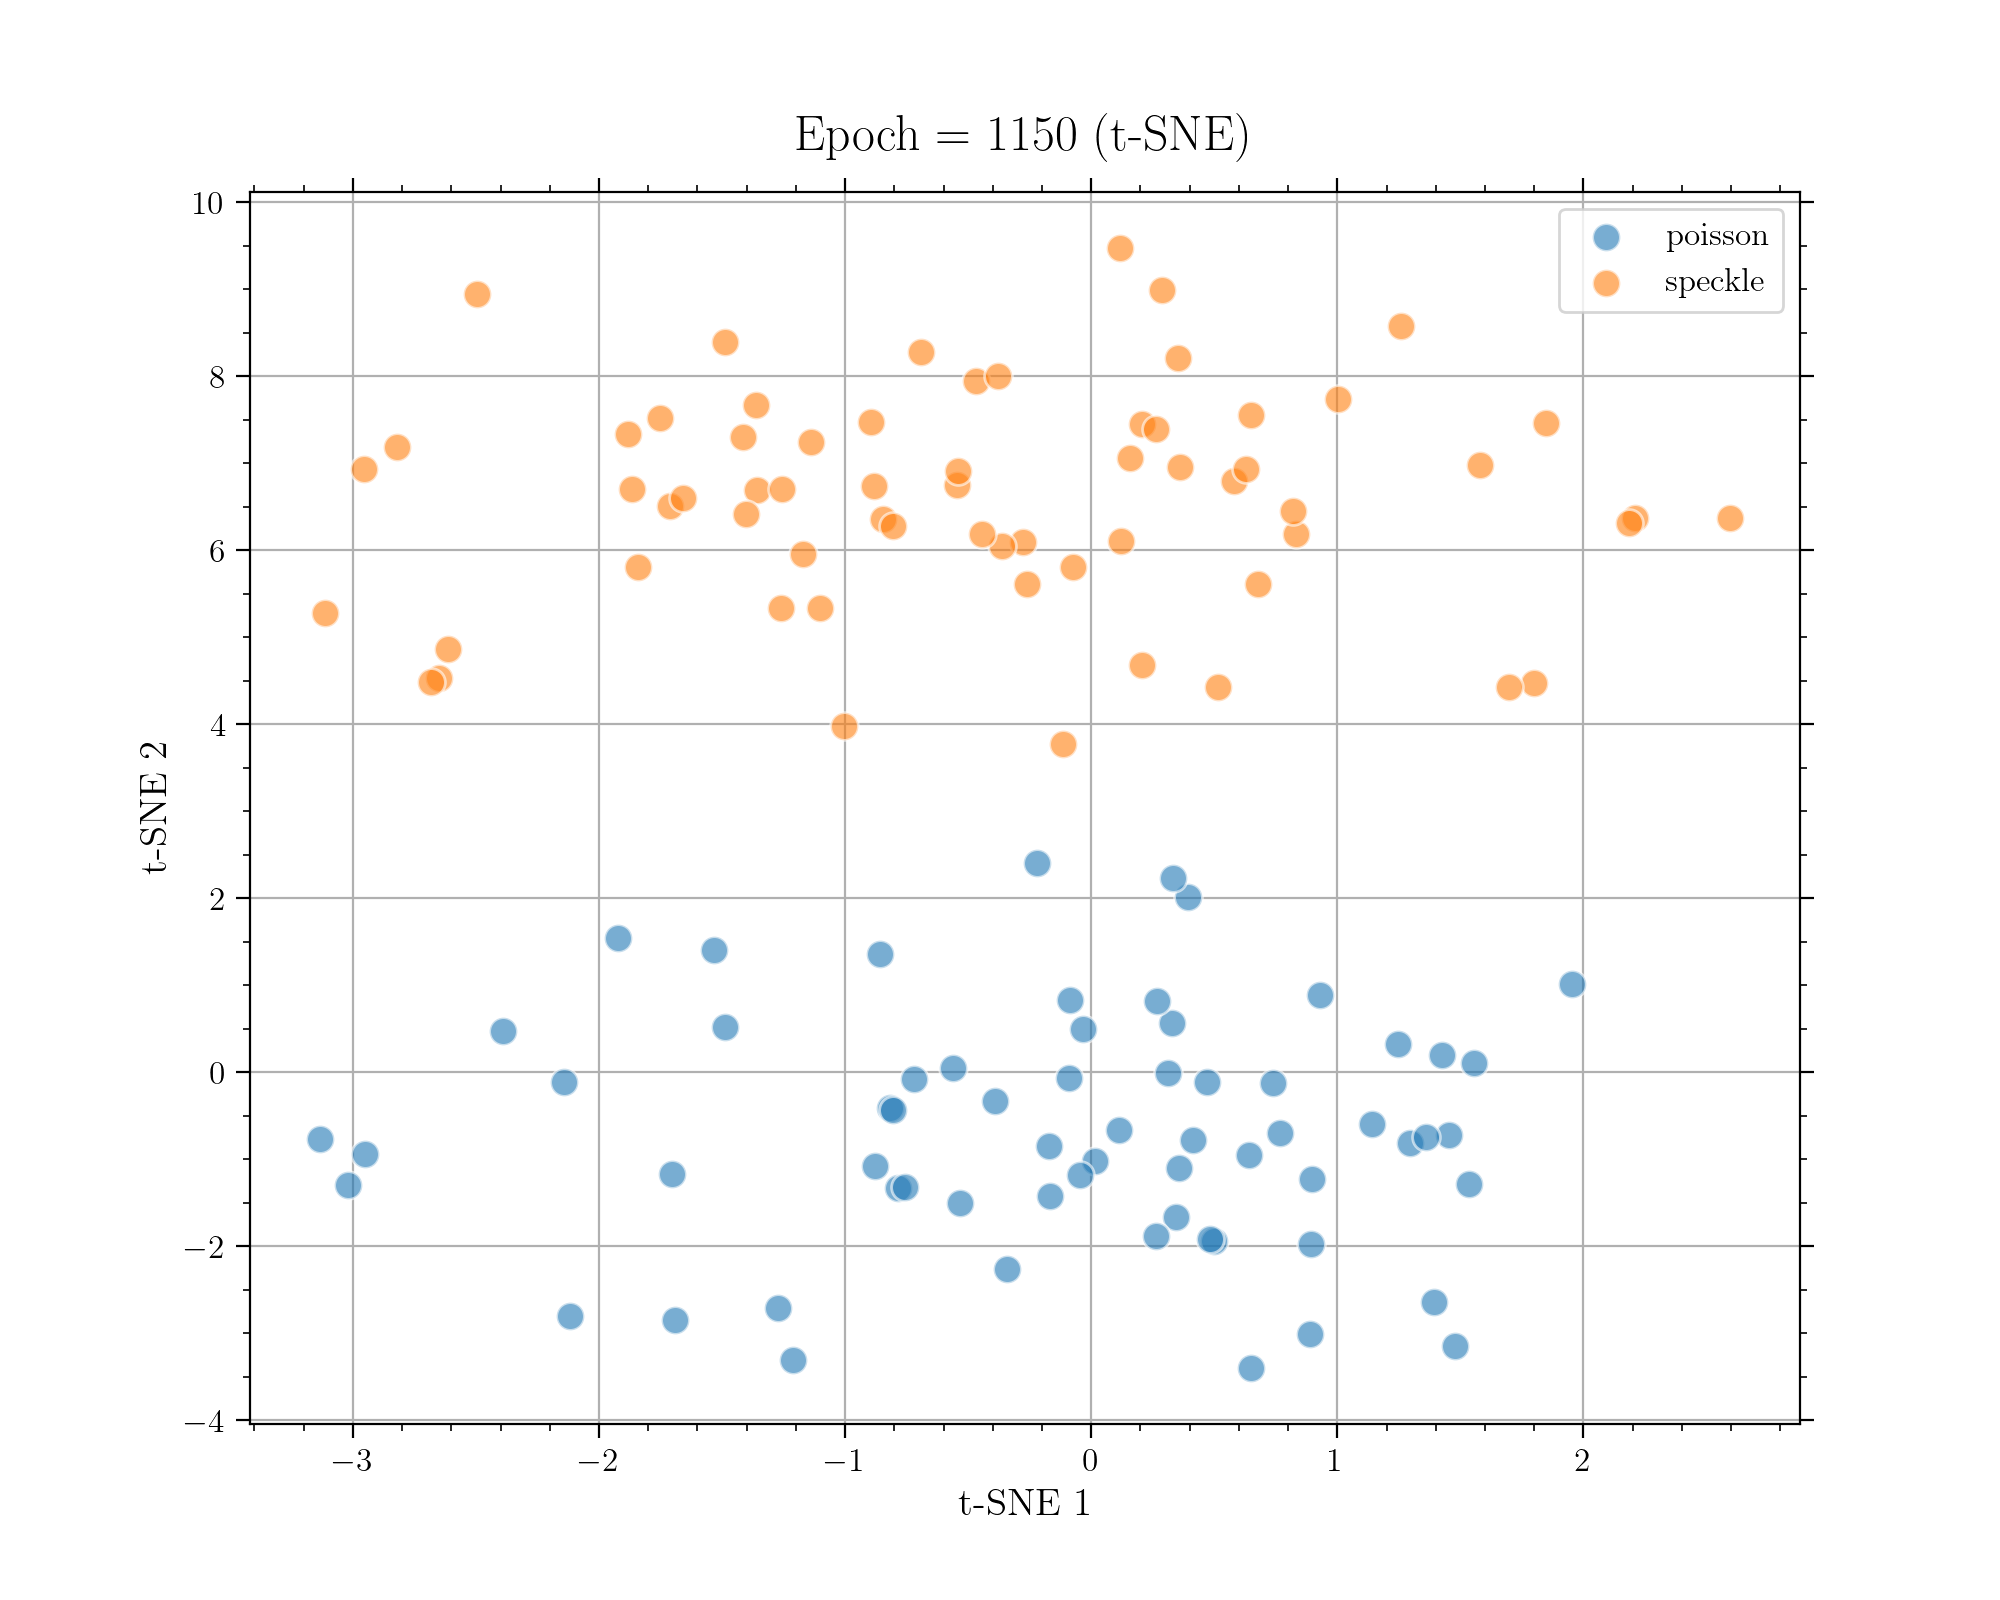 Epoch = 1150 (t-SNE)
poisson
speckle
10
8
6
4
2
0
−2
−4
t-SNE 2
−3 −2 −1 0 1 2
t-SNE 1